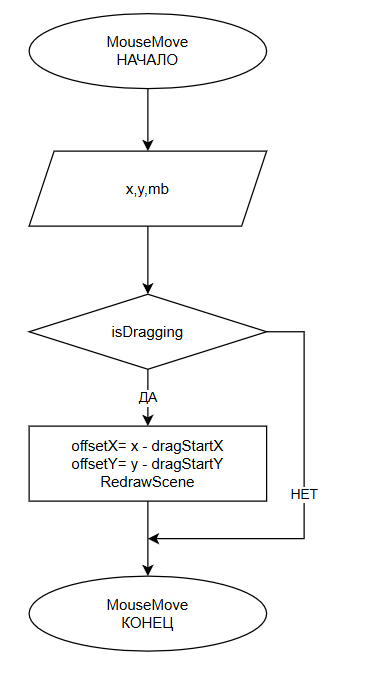 MouseMove
НАЧАЛО
x,y,mb
isDragging
ДА
offsetX= x - dragStartX
offsetY= y - dragStartY
RedrawScene
НЕТ
MouseMove
КОНЕЦ